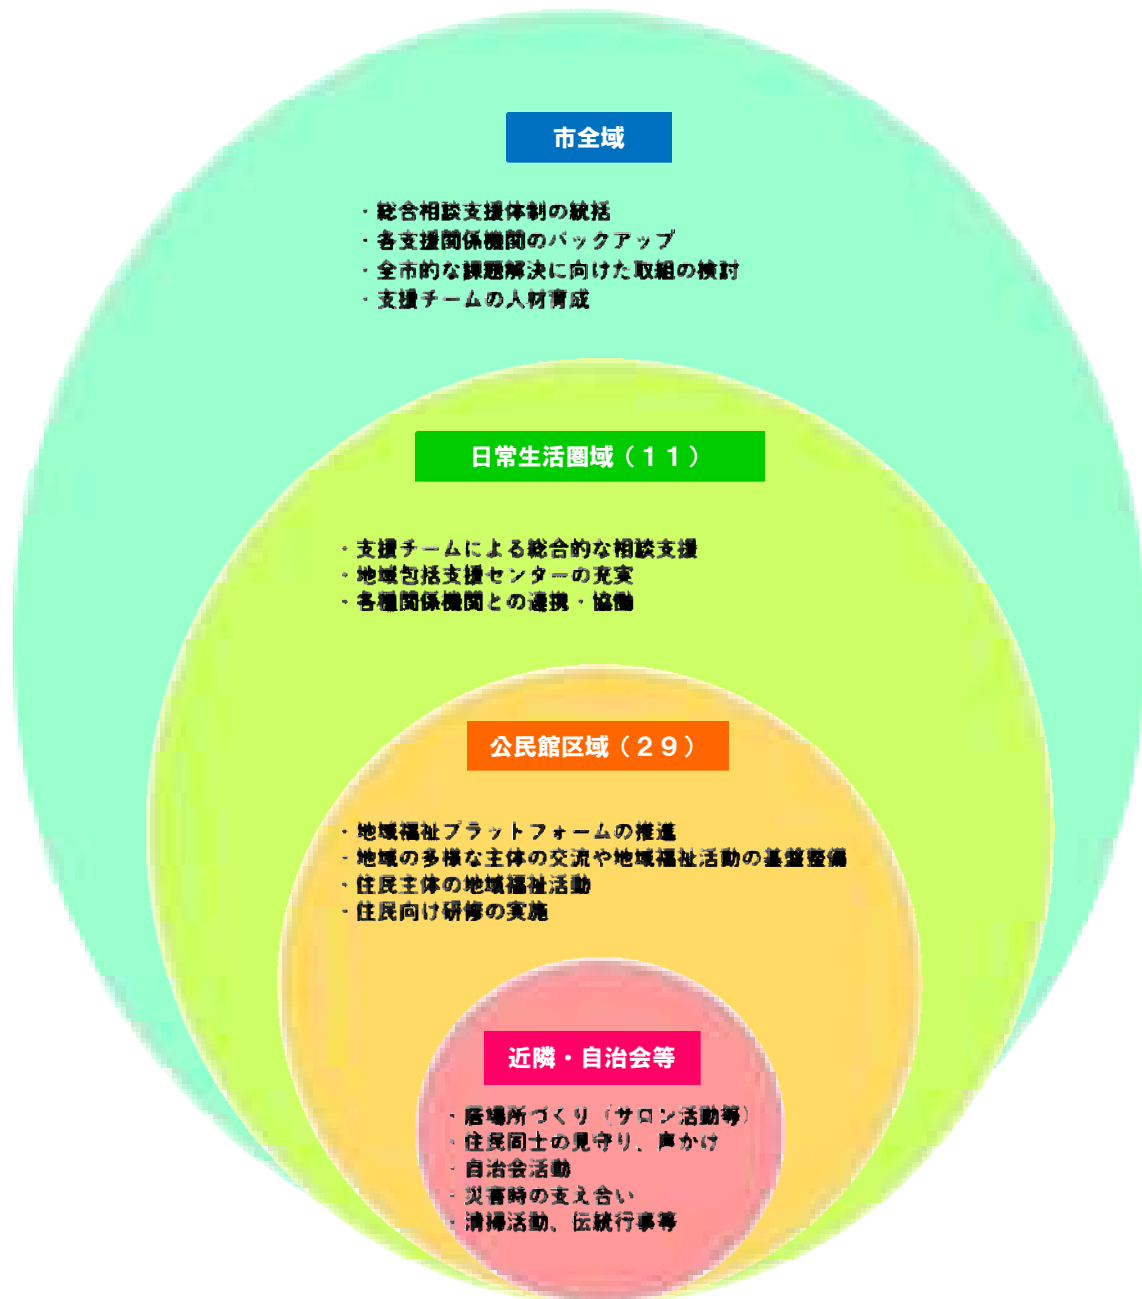 市全域
・総合相談支援体制の統括
・各支援関係機関のバックアップ
・全市的な課題解決に向けた取組の検討
・支援チームの人材育成
日常生活圏域（１１）
・支援チームによる総合的な相談支援
・地域包括支援センターの充実
・各種関係機関との連携・協働
公民館区域（２９）
・地域福祉プラットフォームの推進
・地域の多様な主体の交流や地域福祉活動の基盤整備
・住民主体の地域福祉活動
・住民向け研修の実施
近隣・自治会等
・居場所づくり（サロン活動等）
・住民同士の見守り、声かけ
・自治会活動
・災害時の支え合い
・清掃活動、伝統行事等